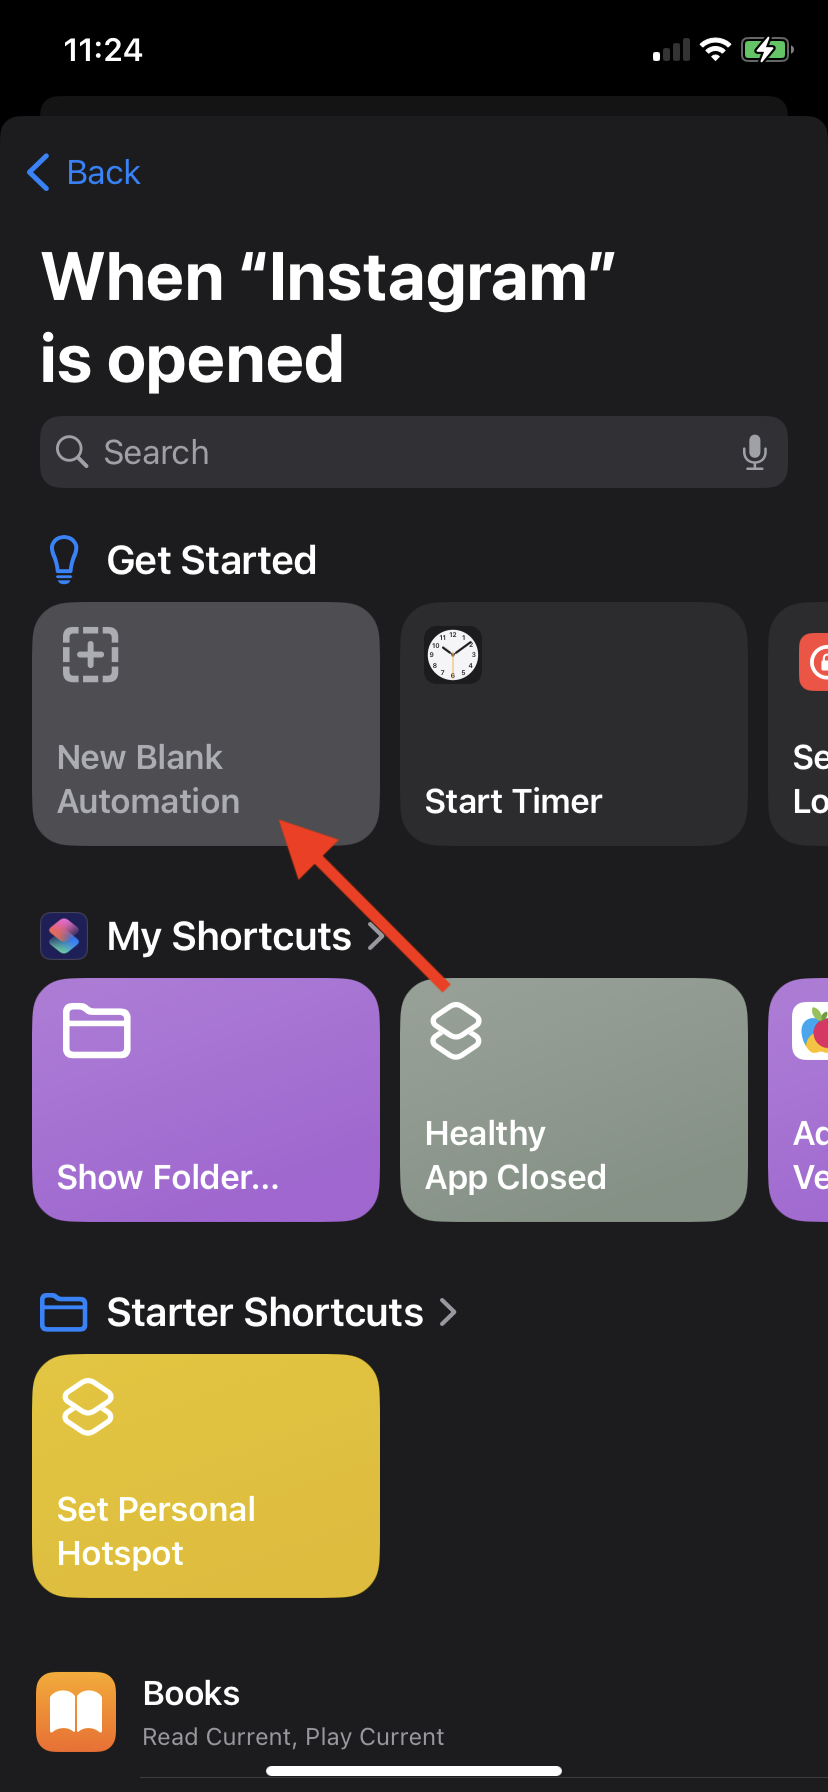 11:24
Back
When “Instagram”
is opened
Search
Get Started
New Blank
Automation
Start Timer
Se
Lo
My Shortcuts
Show Folder...
Healthy
App Closed
Ad
Ve
Starter Shortcuts
Set Personal
Hotspot
Books
Read Current, Play Current